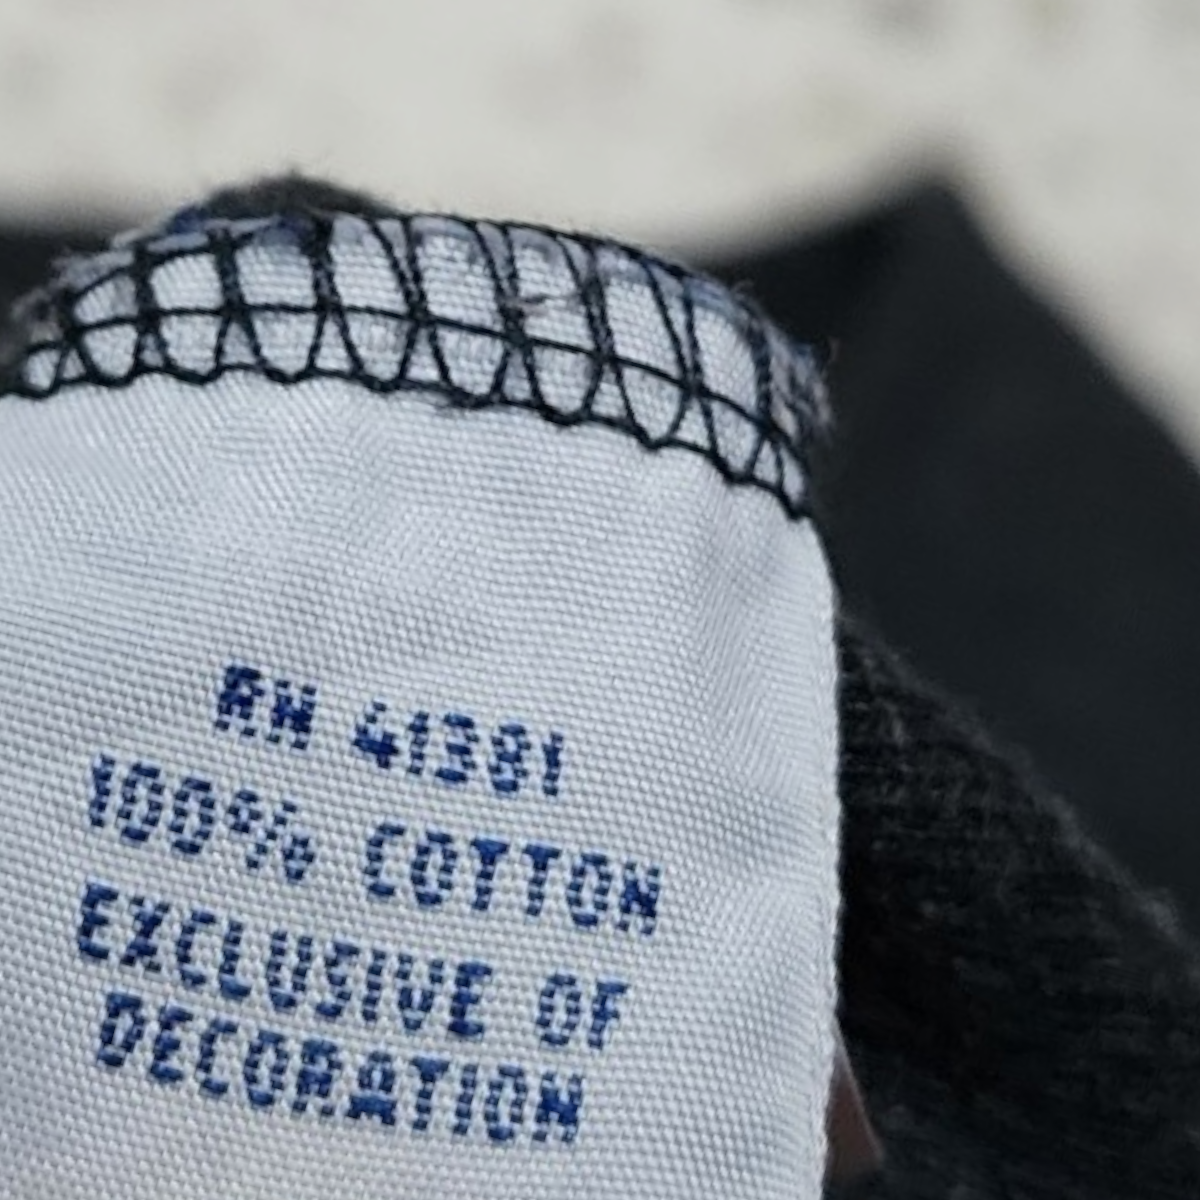 RN 41381
100% COTTON
EXCLUSIVE OF
DECORATION